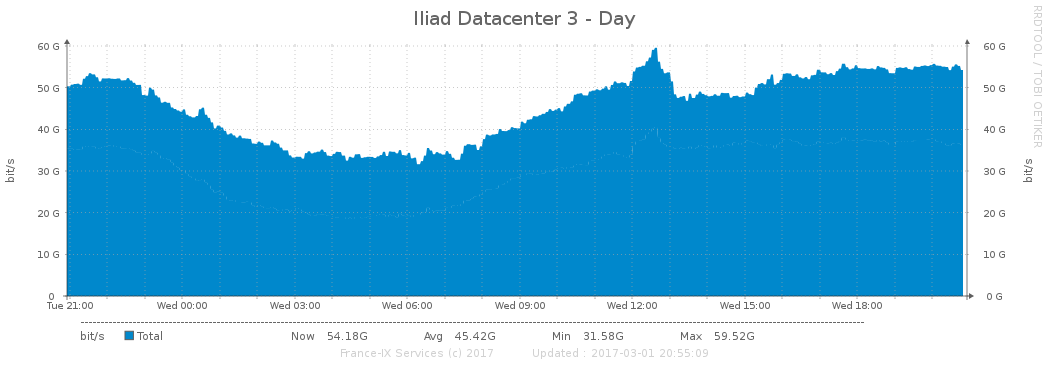 Iliad Datacenter 3 - Day
RRDTOOL / TOBI OETIKER
60 G 60 G
50 G 50 G
40 G 40 G
30 G 30 G
20 G 20 G
10 G 10 G
0 0 G
bit/s bit/s
Tue 21:00 Wed 00:00 Wed 03:00 Wed 06:00 Wed 09:00 Wed 12:00 Wed 15:00 Wed 18:00
bit/s Total Now 54.18G Avg 45.42G Min 31.58G Max 59.52G
France-IX Services (c) 2017 Updated : 2017-03-01 20:55:09